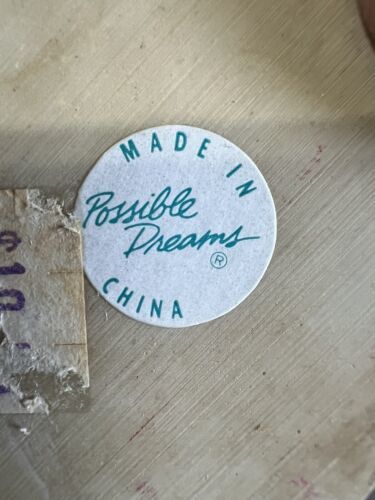 MADE IN
Possible
Dreams
®
CHINA